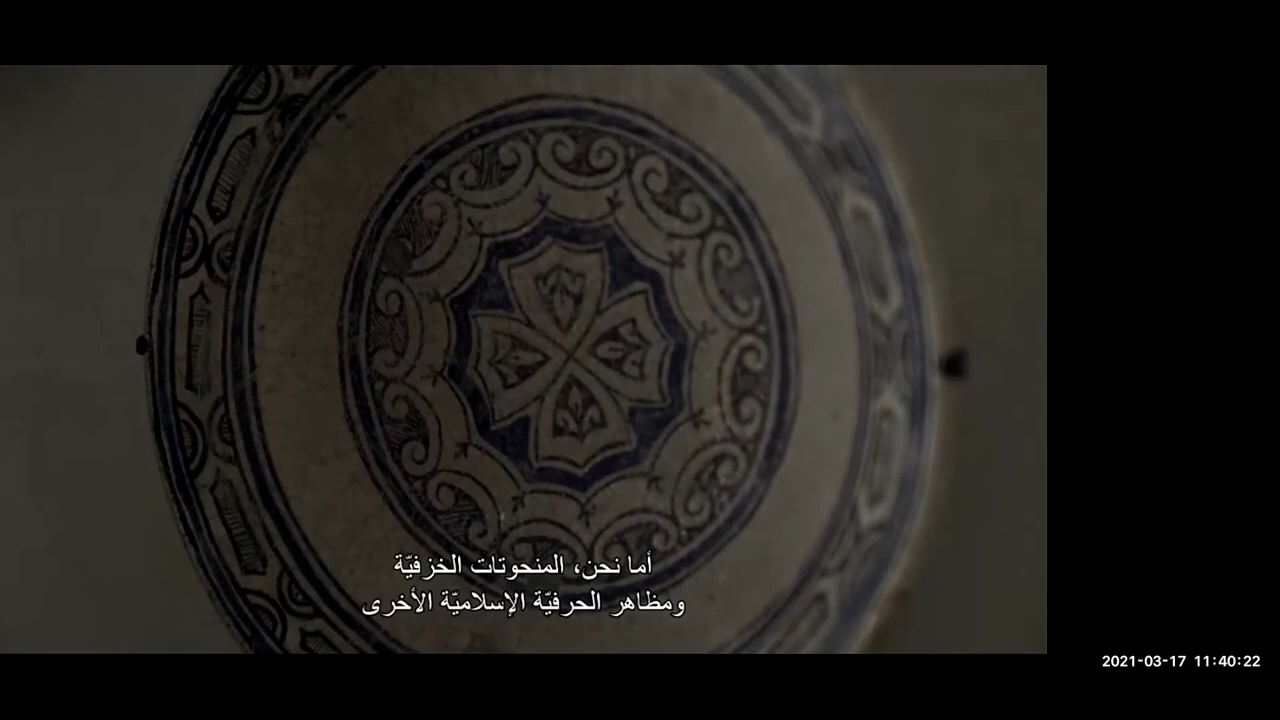 أما نحن، المنحوتات الخزفيّة
ومظاهر الحرفيّة الإسلاميّة الأخرى
2021-03-17 11:40:22